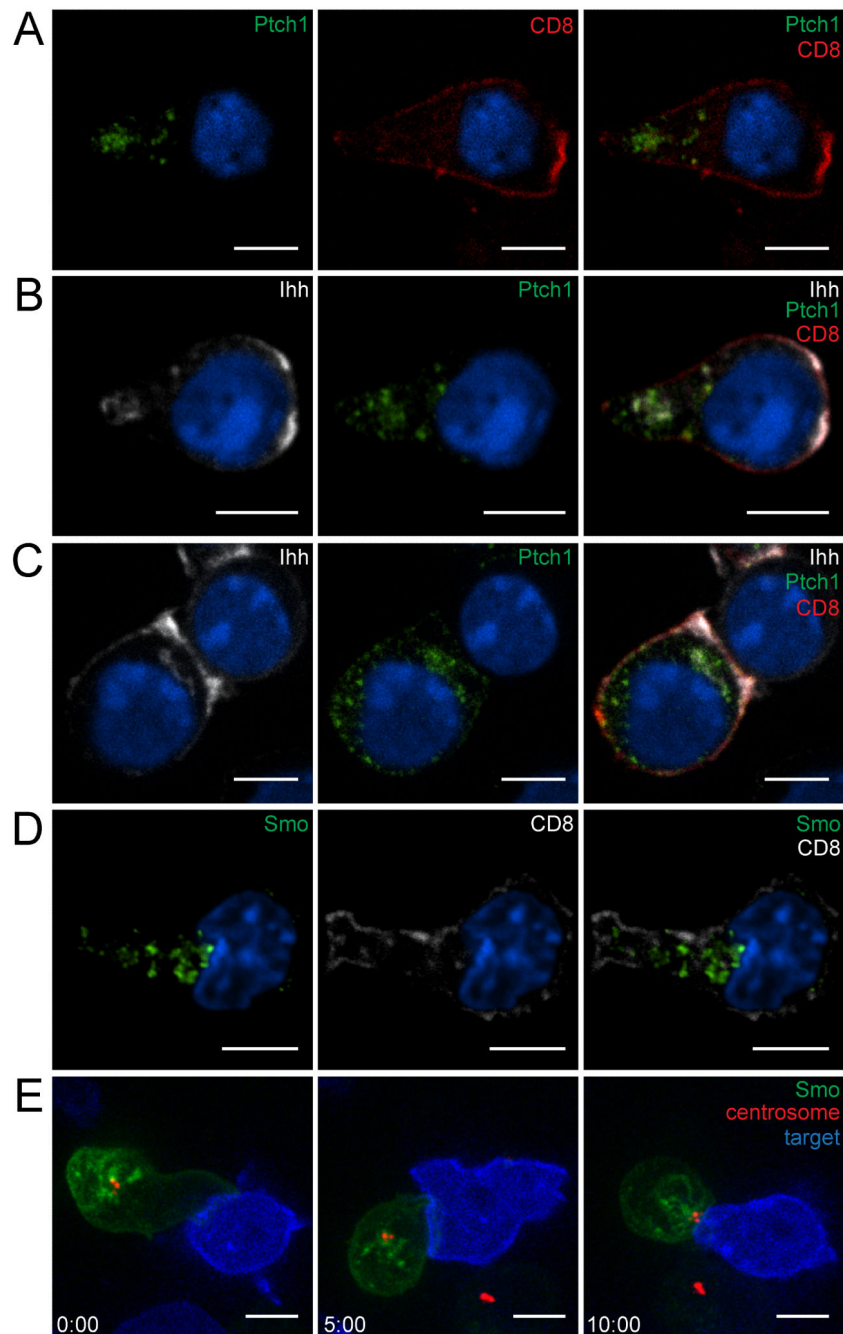 A
Ptch1
CD8
Ptch1
CD8
B
Ihh
Ptch1
Ihh
Ptch1
CD8
C
Ihh
Ptch1
Ihh
Ptch1
CD8
D
Smo
CD8
Smo
CD8
E
Smo
centrosome
target
0:00
5:00
10:00